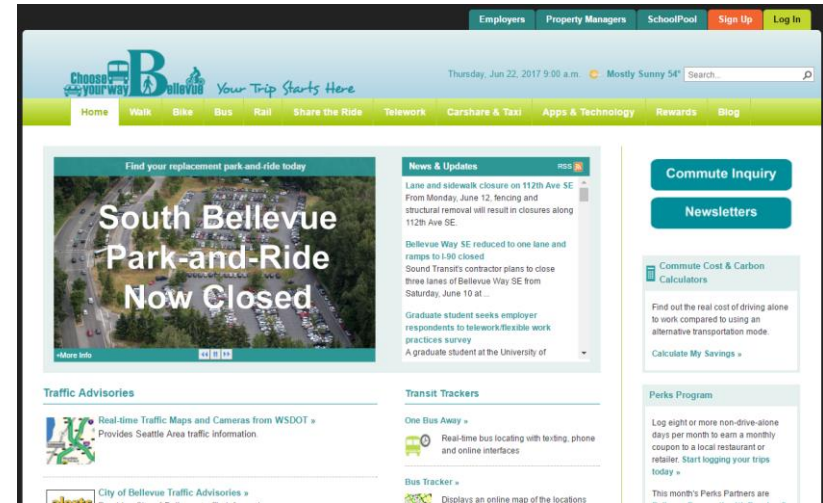 Employers Property Managers SchoolPool Sign Up Log In
Choose your way Bellevue Your Trip Starts Here
Thursday, Jun 22, 2017 9:00 a.m. Mostly Sunny 54° Search...
Home Walk Bike Bus Rail Share the Ride Telework Carshare & Taxi Apps & Technology Rewards Blog
Find your replacement park-and-ride today
South Bellevue
Park-and-Ride
Now Closed
+More Info
News & Updates RSS
Lane and sidewalk closure on 112th Ave SE
From Monday, June 12, fencing and
structural removal will result in closures along
112th Ave SE.
Bellevue Way SE reduced to one lane and
ramps to I-90 closed
Sound Transit's contractor plans to close
three lanes of Bellevue Way SE from
Saturday, June 10 at ...
Graduate student seeks employer
respondents to telework/flexible work
practices survey
A graduate student at the University of
Commute Inquiry
Newsletters
Commute Cost & Carbon
Calculators
Find out the real cost of driving alone
to work compared to using an
alternative transportation mode.
Calculate My Savings »
Perks Program
Log eight or more non-drive-alone
days per month to earn a monthly
coupon to a local restaurant or
retailer. Start logging your trips
today »
This month's Perks Partners are
Traffic Advisories
Real-time Traffic Maps and Cameras from WSDOT »
Provides Seattle Area traffic information
City of Bellevue Traffic Advisories »
alerts
Transit Trackers
One Bus Away »
Real-time bus locating with texting, phone
and online interfaces
Bus Tracker »
Displays an online map of the locations